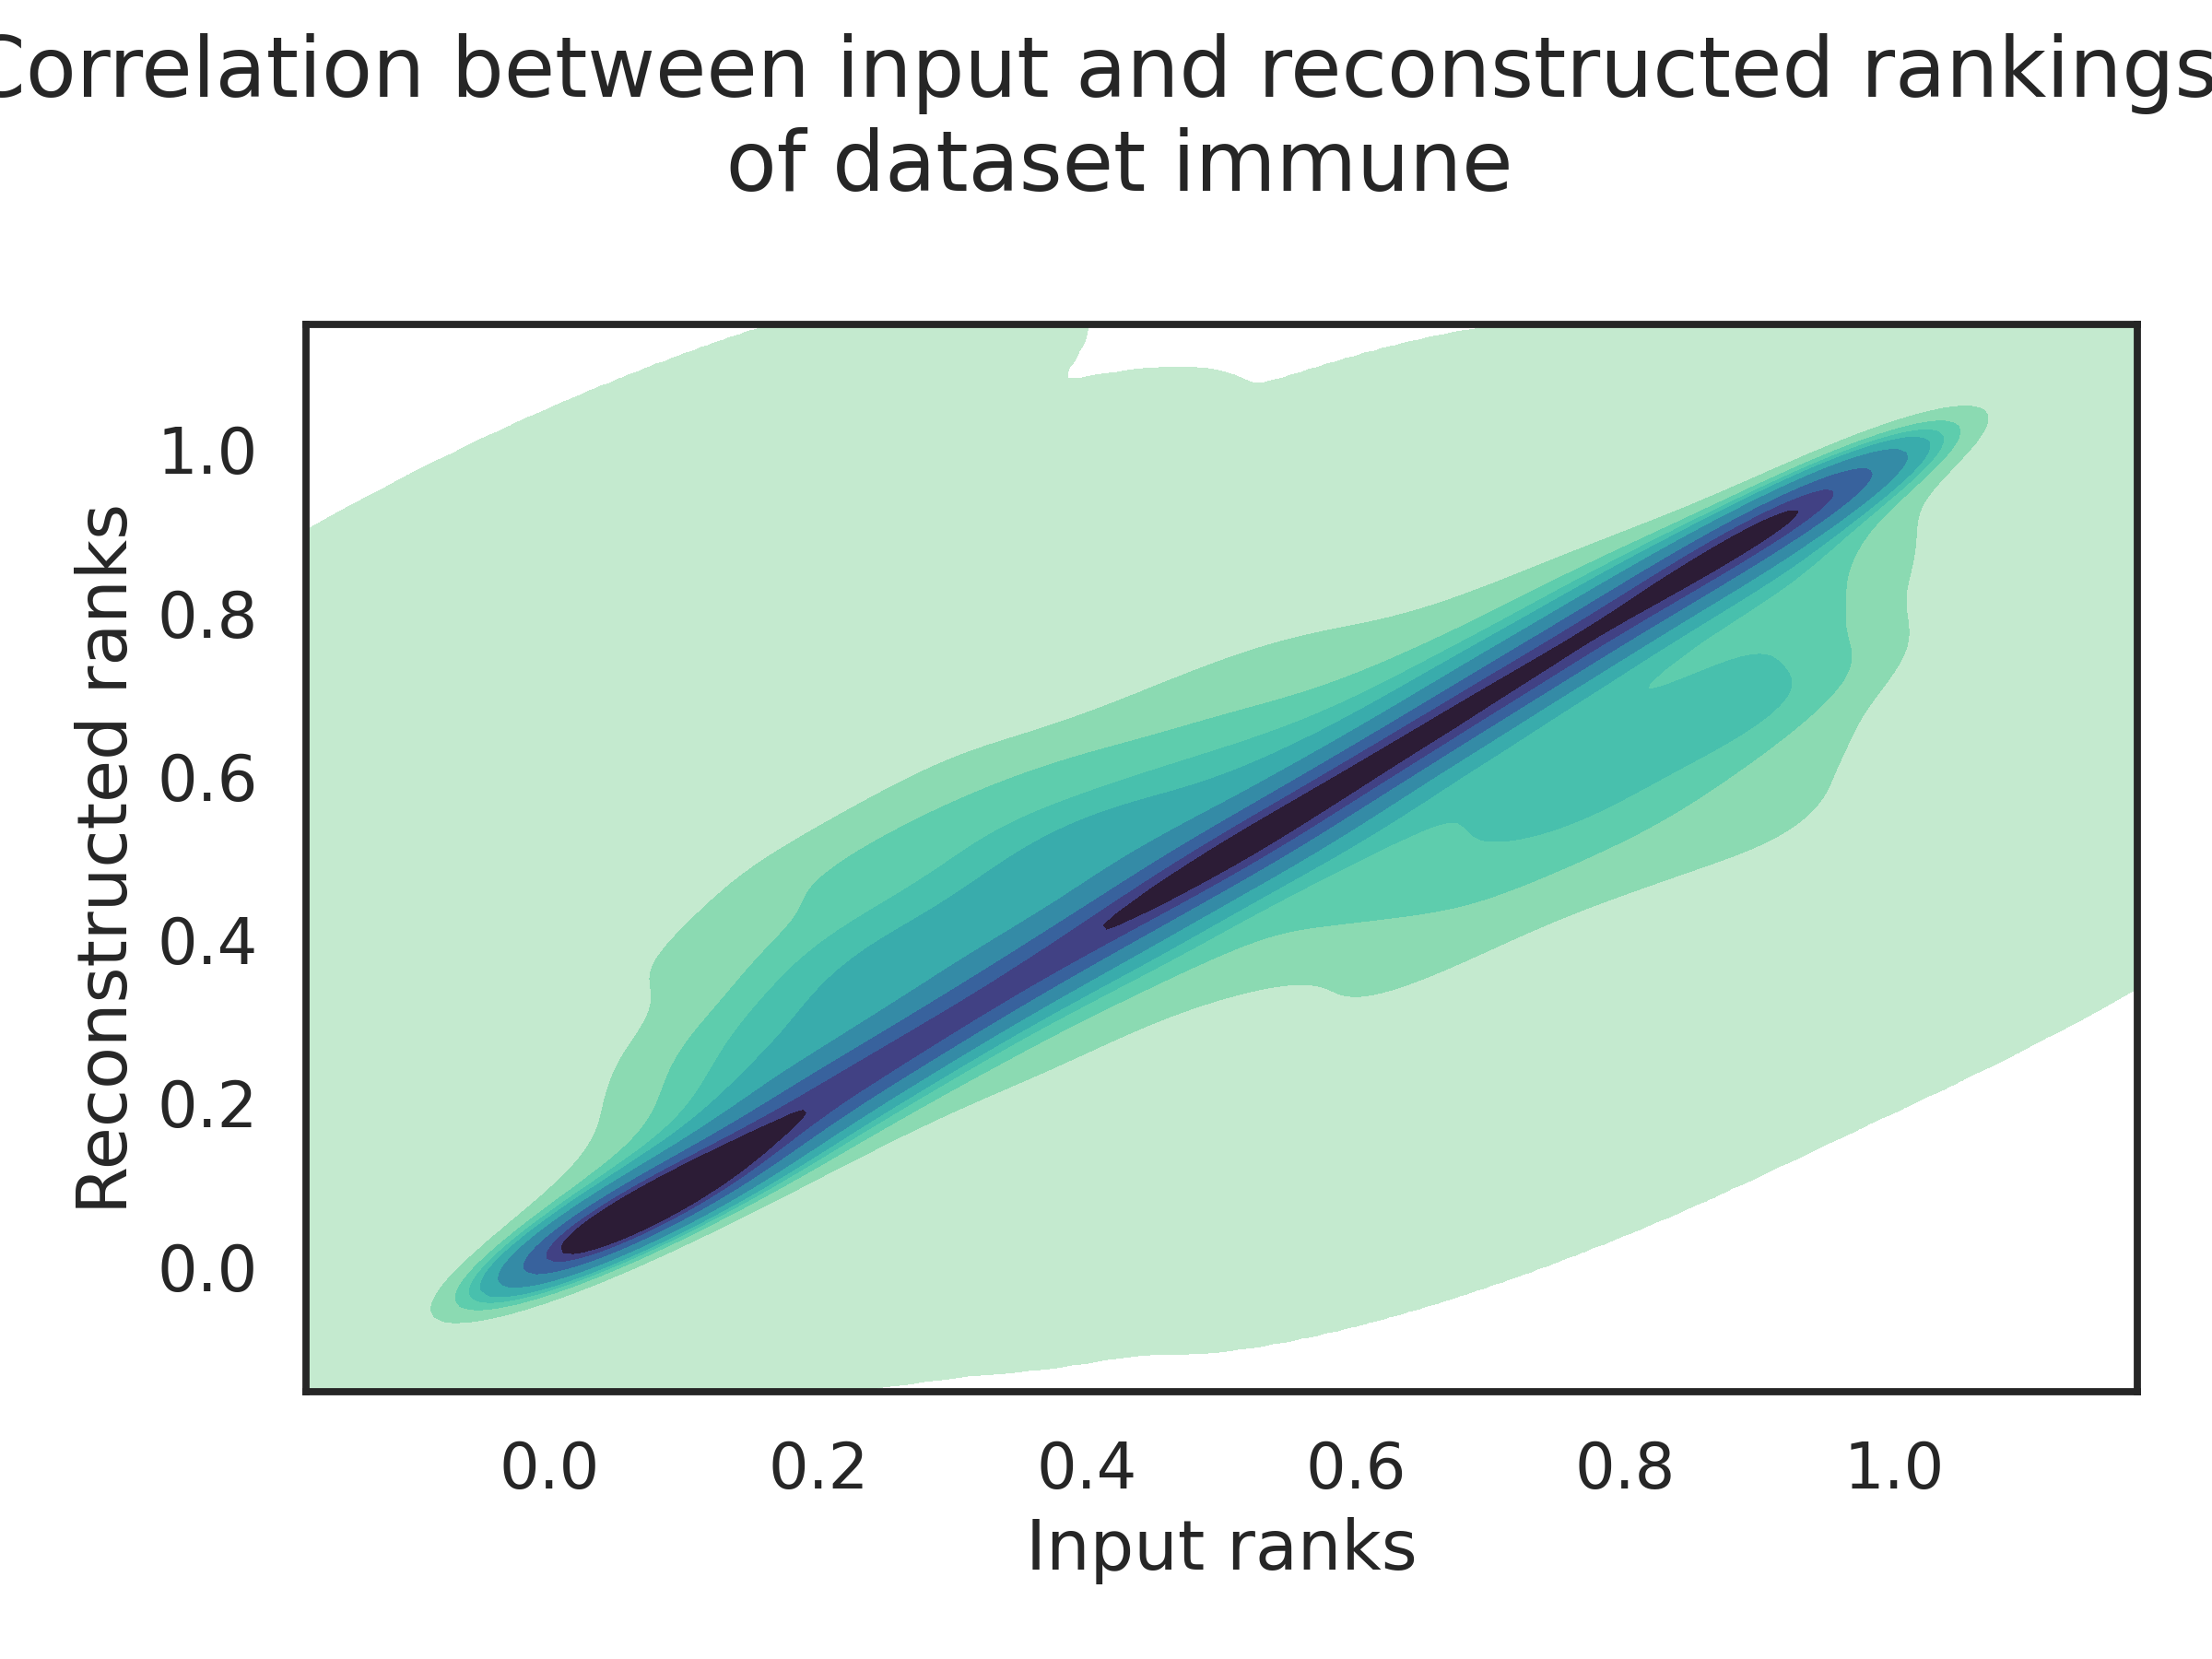 Correlation between input and reconstructed rankings
of dataset immune
1.0
0.8
0.6
0.4
0.2
0.0
Reconstructed ranks
0.0 0.2 0.4 0.6 0.8 1.0
Input ranks